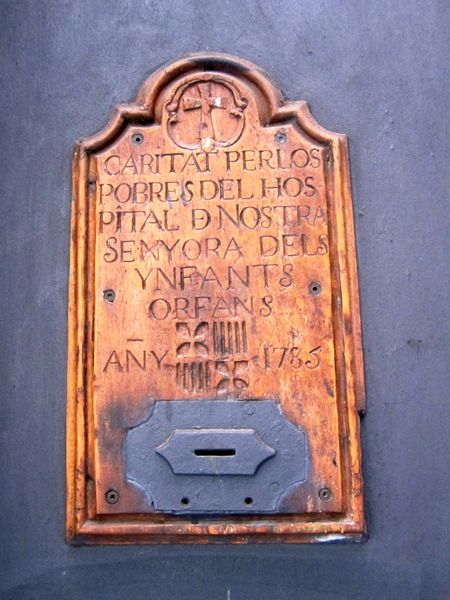 CARITAT PER LOS
POBRES DEL HOS
PITAL Đ NOSTRA
SENYORA DELS
YNFANTS
ORFANS
AÑY 1785